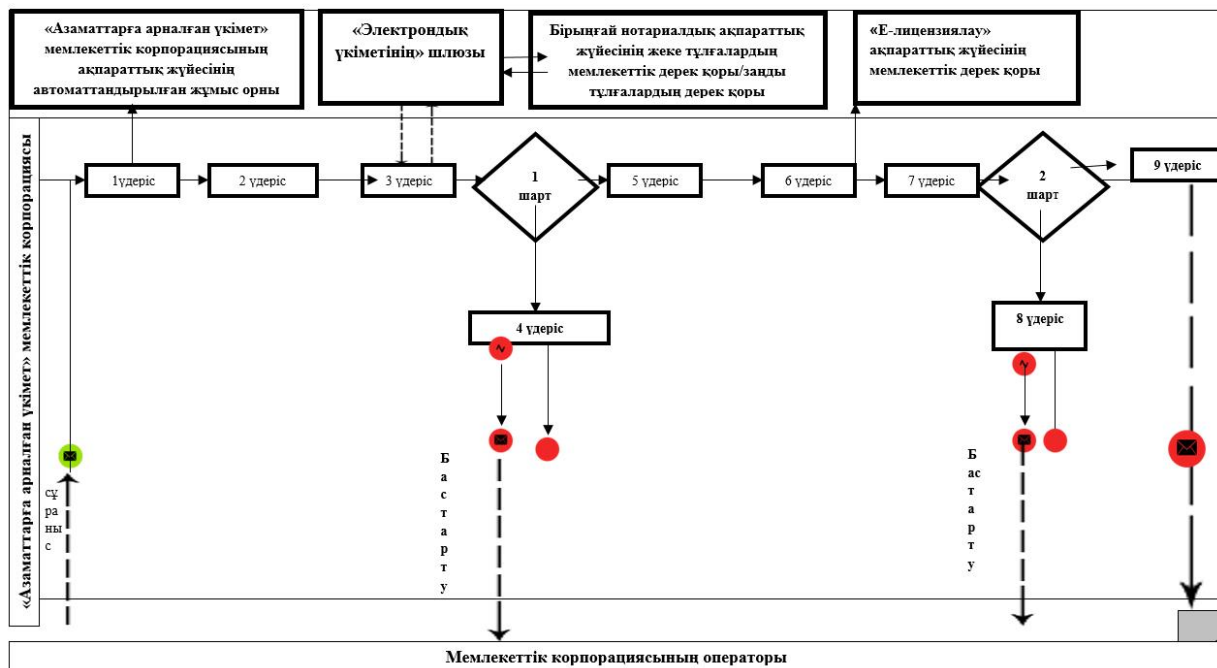 «Азаматтарға арналған үкімет»
мемлекеттік корпорациясының
ақпараттық жүйесінің
автоматтандырылған жұмыс орны
«Электрондық
үкіметінің» шлюзы
Бірыңғай нотариалдық ақпараттық
жүйесінің жеке тұлғалардың
мемлекеттік дерек қоры/заңды
тұлғалардың дерек қоры
«Е-лицензиялау»
ақпараттық жүйесінің
мемлекеттік дерек қоры
«Азаматтарға арналған үкімет» мемлекеттік корпорациясы
1үдеріс
2 үдеріс
3 үдеріс
1
шарт
5 үдеріс
6 үдеріс
7 үдеріс
2
шарт
9 үдеріс
4 үдеріс
8 үдеріс
сұ
ра
ны
с
Б
а
с
т
а
р
т
у
Б
ас
т
а
р
т
у
Мемлекеттік корпорациясының операторы